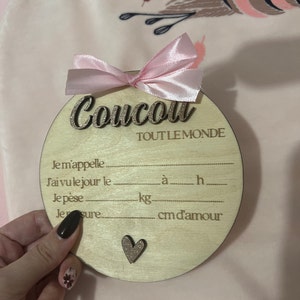 Coucou
TOUT LE MONDE
Je m'appelle
J'ai vu le jour le à h
Je pèse kg
Je mesure cm d'amour